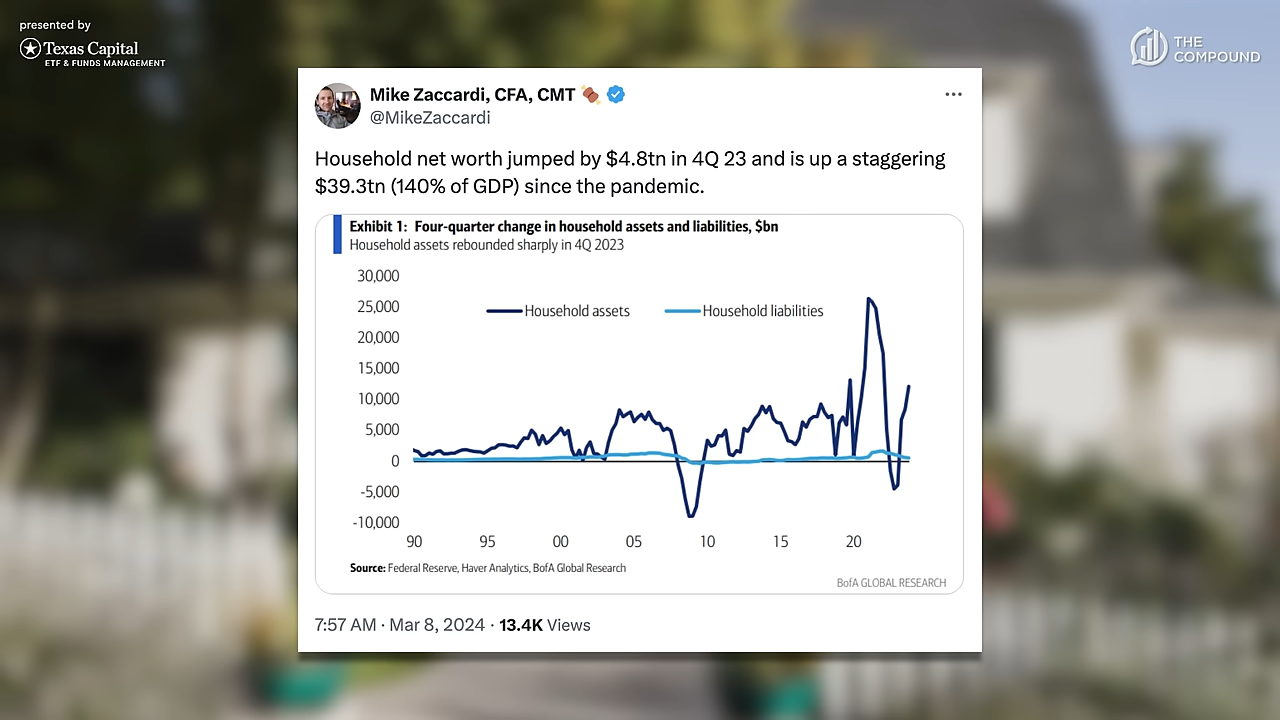 presented by
Texas Capital
ETF & FUNDS MANAGEMENT
THE
COMPOUND
Mike Zaccardi, CFA, CMT
@MikeZaccardi
Household net worth jumped by $4.8tn in 4Q 23 and is up a staggering
$39.3tn (140% of GDP) since the pandemic.
Exhibit 1: Four-quarter change in household assets and liabilities, $bn
Household assets rebounded sharply in 4Q 2023
30,000
25,000
20,000
15,000
10,000
5,000
0
-5,000
-10,000
Household assets Household liabilities
90 95 00 05 10 15 20
Source: Federal Reserve, Haver Analytics, BofA Global Research
BofA GLOBAL RESEARCH
7:57 AM · Mar 8, 2024 · 13.4K Views